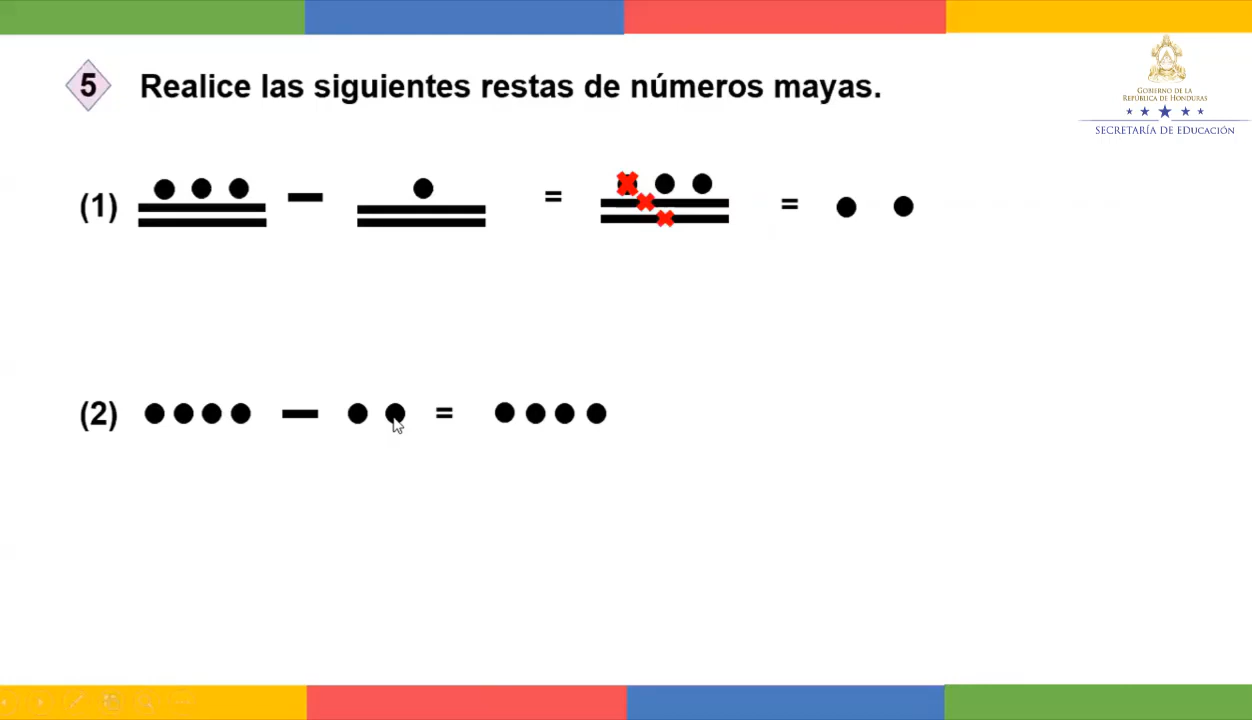 5 Realice las siguientes restas de números mayas.
GOBIERNO DE LA
REPÚBLICA DE HONDURAS
SECRETARÍA DE EDUCACIÓN
(1) — = =
(2) — =